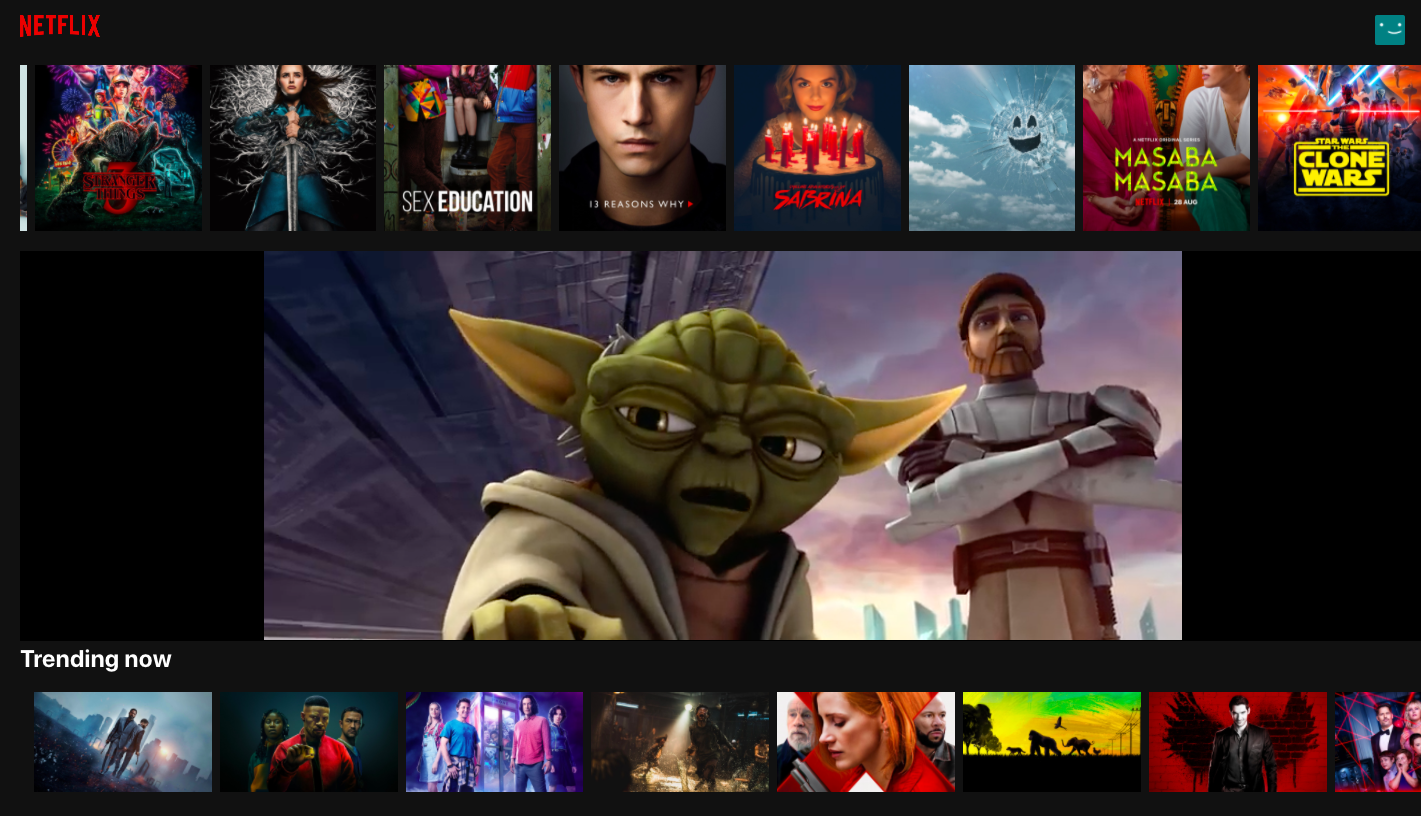 NETFLIX
STRANGER
THINGS
3
SEX EDUCATION
13 REASONS WHY
SABRINA
A NETFLIX ORIGINAL SERIES
MASABA
MASABA
NETFLIX
28 AUG
STAR WARS
THE
CLONE
WARS
Trending now